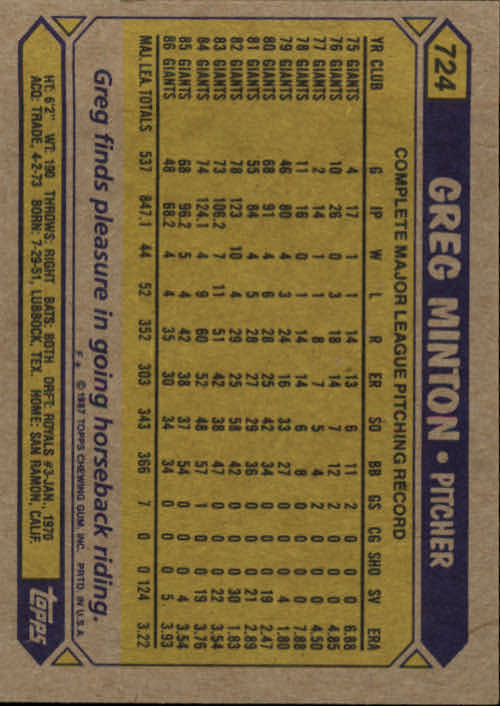 724 GREG MINTON • PITCHER
COMPLETE MAJOR LEAGUE PITCHING RECORD
YR CLUB G IP W L R ER SO BB GS CG SHO SV ERA
75 GIANTS 4 17 1 1 14 13 6 11 2 0 0 0 6.88
76 GIANTS 10 26 0 3 18 14 7 12 2 0 0 0 4.85
77 GIANTS 2 14 1 1 8 7 5 4 2 0 0 0 4.50
78 GIANTS 11 16 0 1 14 14 6 8 0 0 0 0 7.88
79 GIANTS 46 80 4 3 24 16 33 27 0 0 0 4 1.80
80 GIANTS 68 91 4 6 28 25 42 34 0 0 0 19 2.47
81 GIANTS 55 84 4 5 28 27 29 36 0 0 0 21 2.89
82 GIANTS 78 123 10 4 29 25 58 42 0 0 0 30 1.83
83 GIANTS 73 106.2 7 11 51 42 38 47 0 0 0 22 3.54
84 GIANTS 74 124.1 4 9 60 52 48 57 1 0 0 19 3.76
85 GIANTS 68 96.2 5 4 42 38 37 54 0 0 0 4 3.54
86 GIANTS 48 68.2 4 4 35 30 34 34 0 0 0 5 3.93
MAJ. LEA. TOTALS 537 847.1 44 52 352 303 343 366 7 0 0 124 3.22
Greg finds pleasure in going horseback riding.
F* © 1987 TOPPS CHEWING GUM, INC. PRTD. IN U.S.A.
HT: 6'2" WT: 190 THROWS: RIGHT BATS: BOTH DRFT: ROYALS #3-JAN., 1970
ACQ: TRADE, 4-2-73 BORN: 7-29-51, LUBBOCK, TEX. HOME: SAN RAMON, CALIF.
topps